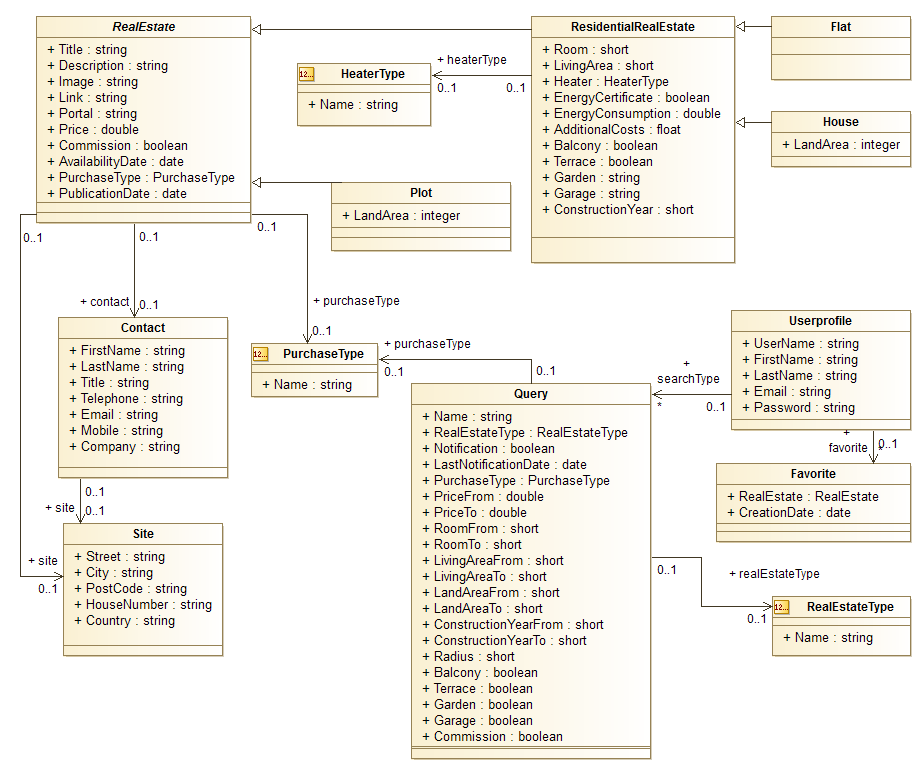 RealEstate
+ Title : string
+ Description : string
+ Image : string
+ Link : string
+ Portal : string
+ Price : double
+ Commission : boolean
+ AvailabilityDate : date
+ PurchaseType : PurchaseType
+ PublicationDate : date
12...
HeaterType
+ Name : string
+ heaterType
0..1
0..1
ResidentialRealEstate
+ Room : short
+ LivingArea : short
+ Heater : HeaterType
+ EnergyCertificate : boolean
+ EnergyConsumption : double
+ AdditionalCosts : float
+ Balcony : boolean
+ Terrace : boolean
+ Garden : string
+ Garage : string
+ ConstructionYear : short
Flat
House
+ LandArea : integer
Plot
+ LandArea : integer
0..1
0..1
0..1
+ contact
0..1
+ purchaseType
0..1
Contact
+ FirstName : string
+ LastName : string
+ Title : string
+ Telephone : string
+ Email : string
+ Mobile : string
+ Company : string
12...
PurchaseType
+ Name : string
+ purchaseType
0..1
0..1
Query
+ Name : string
+ RealEstateType : RealEstateType
+ Notification : boolean
+ LastNotificationDate : date
+ PurchaseType : PurchaseType
+ PriceFrom : double
+ PriceTo : double
+ RoomFrom : short
+ RoomTo : short
+ LivingAreaFrom : short
+ LivingAreaTo : short
+ LandAreaFrom : short
+ LandAreaTo : short
+ ConstructionYearFrom : short
+ ConstructionYearTo : short
+ Radius : short
+ Balcony : boolean
+ Terrace : boolean
+ Garden : boolean
+ Garage : boolean
+ Commission : boolean
+
searchType
*
0..1
Userprofile
+ UserName : string
+ FirstName : string
+ LastName : string
+ Email : string
+ Password : string
+
favorite
*
0..1
Favorite
+ RealEstate : RealEstate
+ CreationDate : date
0..1
+ realEstateType
0..1
12...
RealEstateType
+ Name : string
0..1
+ site
0..1
Site
+ Street : string
+ City : string
+ PostCode : string
+ HouseNumber : string
+ Country : string
+ site
0..1